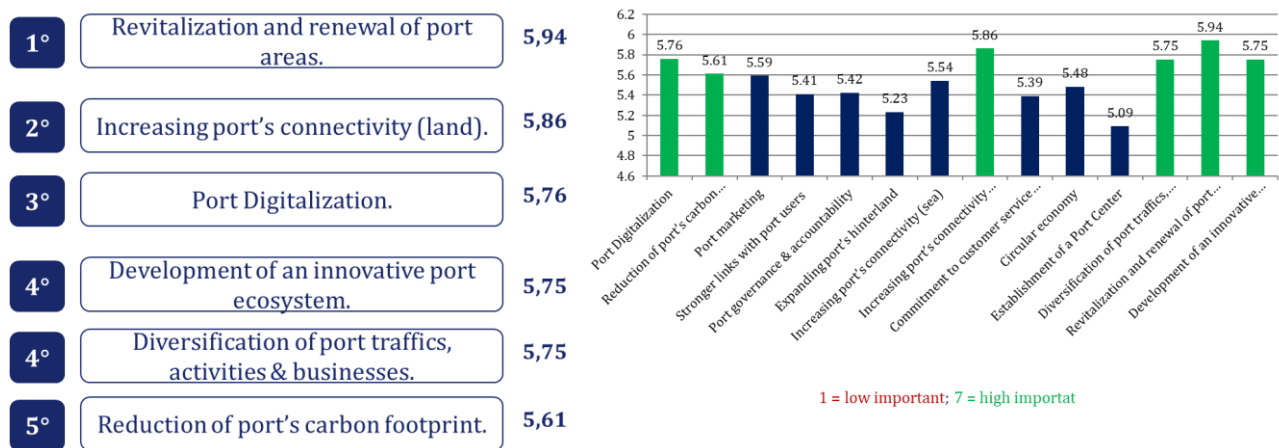 1°
Revitalization and renewal of port
areas.
5,94
2°
Increasing port's connectivity (land).
5,86
3°
Port Digitalization.
5,76
4°
Development of an innovative port
ecosystem.
5,75
4°
Diversification of port traffics,
activities & businesses.
5,75
5°
Reduction of port's carbon footprint.
5,61
6.2
6
5.8
5.6
5.4
5.2
5
4.8
4.6
5.76
5.61
5.59
5.41
5.42
5.23
5.54
5.86
5.39
5.48
5.09
5.75
5.94
5.75
Port Digitalization
Reduction of port's carbon…
Port marketing
Stronger links with port users
Port governance & accountability
Expanding port's hinterland
Increasing port's connectivity (sea)
Increasing port's connectivity…
Commitment to customer service…
Circular economy
Establishment of a Port Center
Diversification of port traffics,…
Revitalization and renewal of port…
Development of an innovative…
1 = low important; 7 = high importat